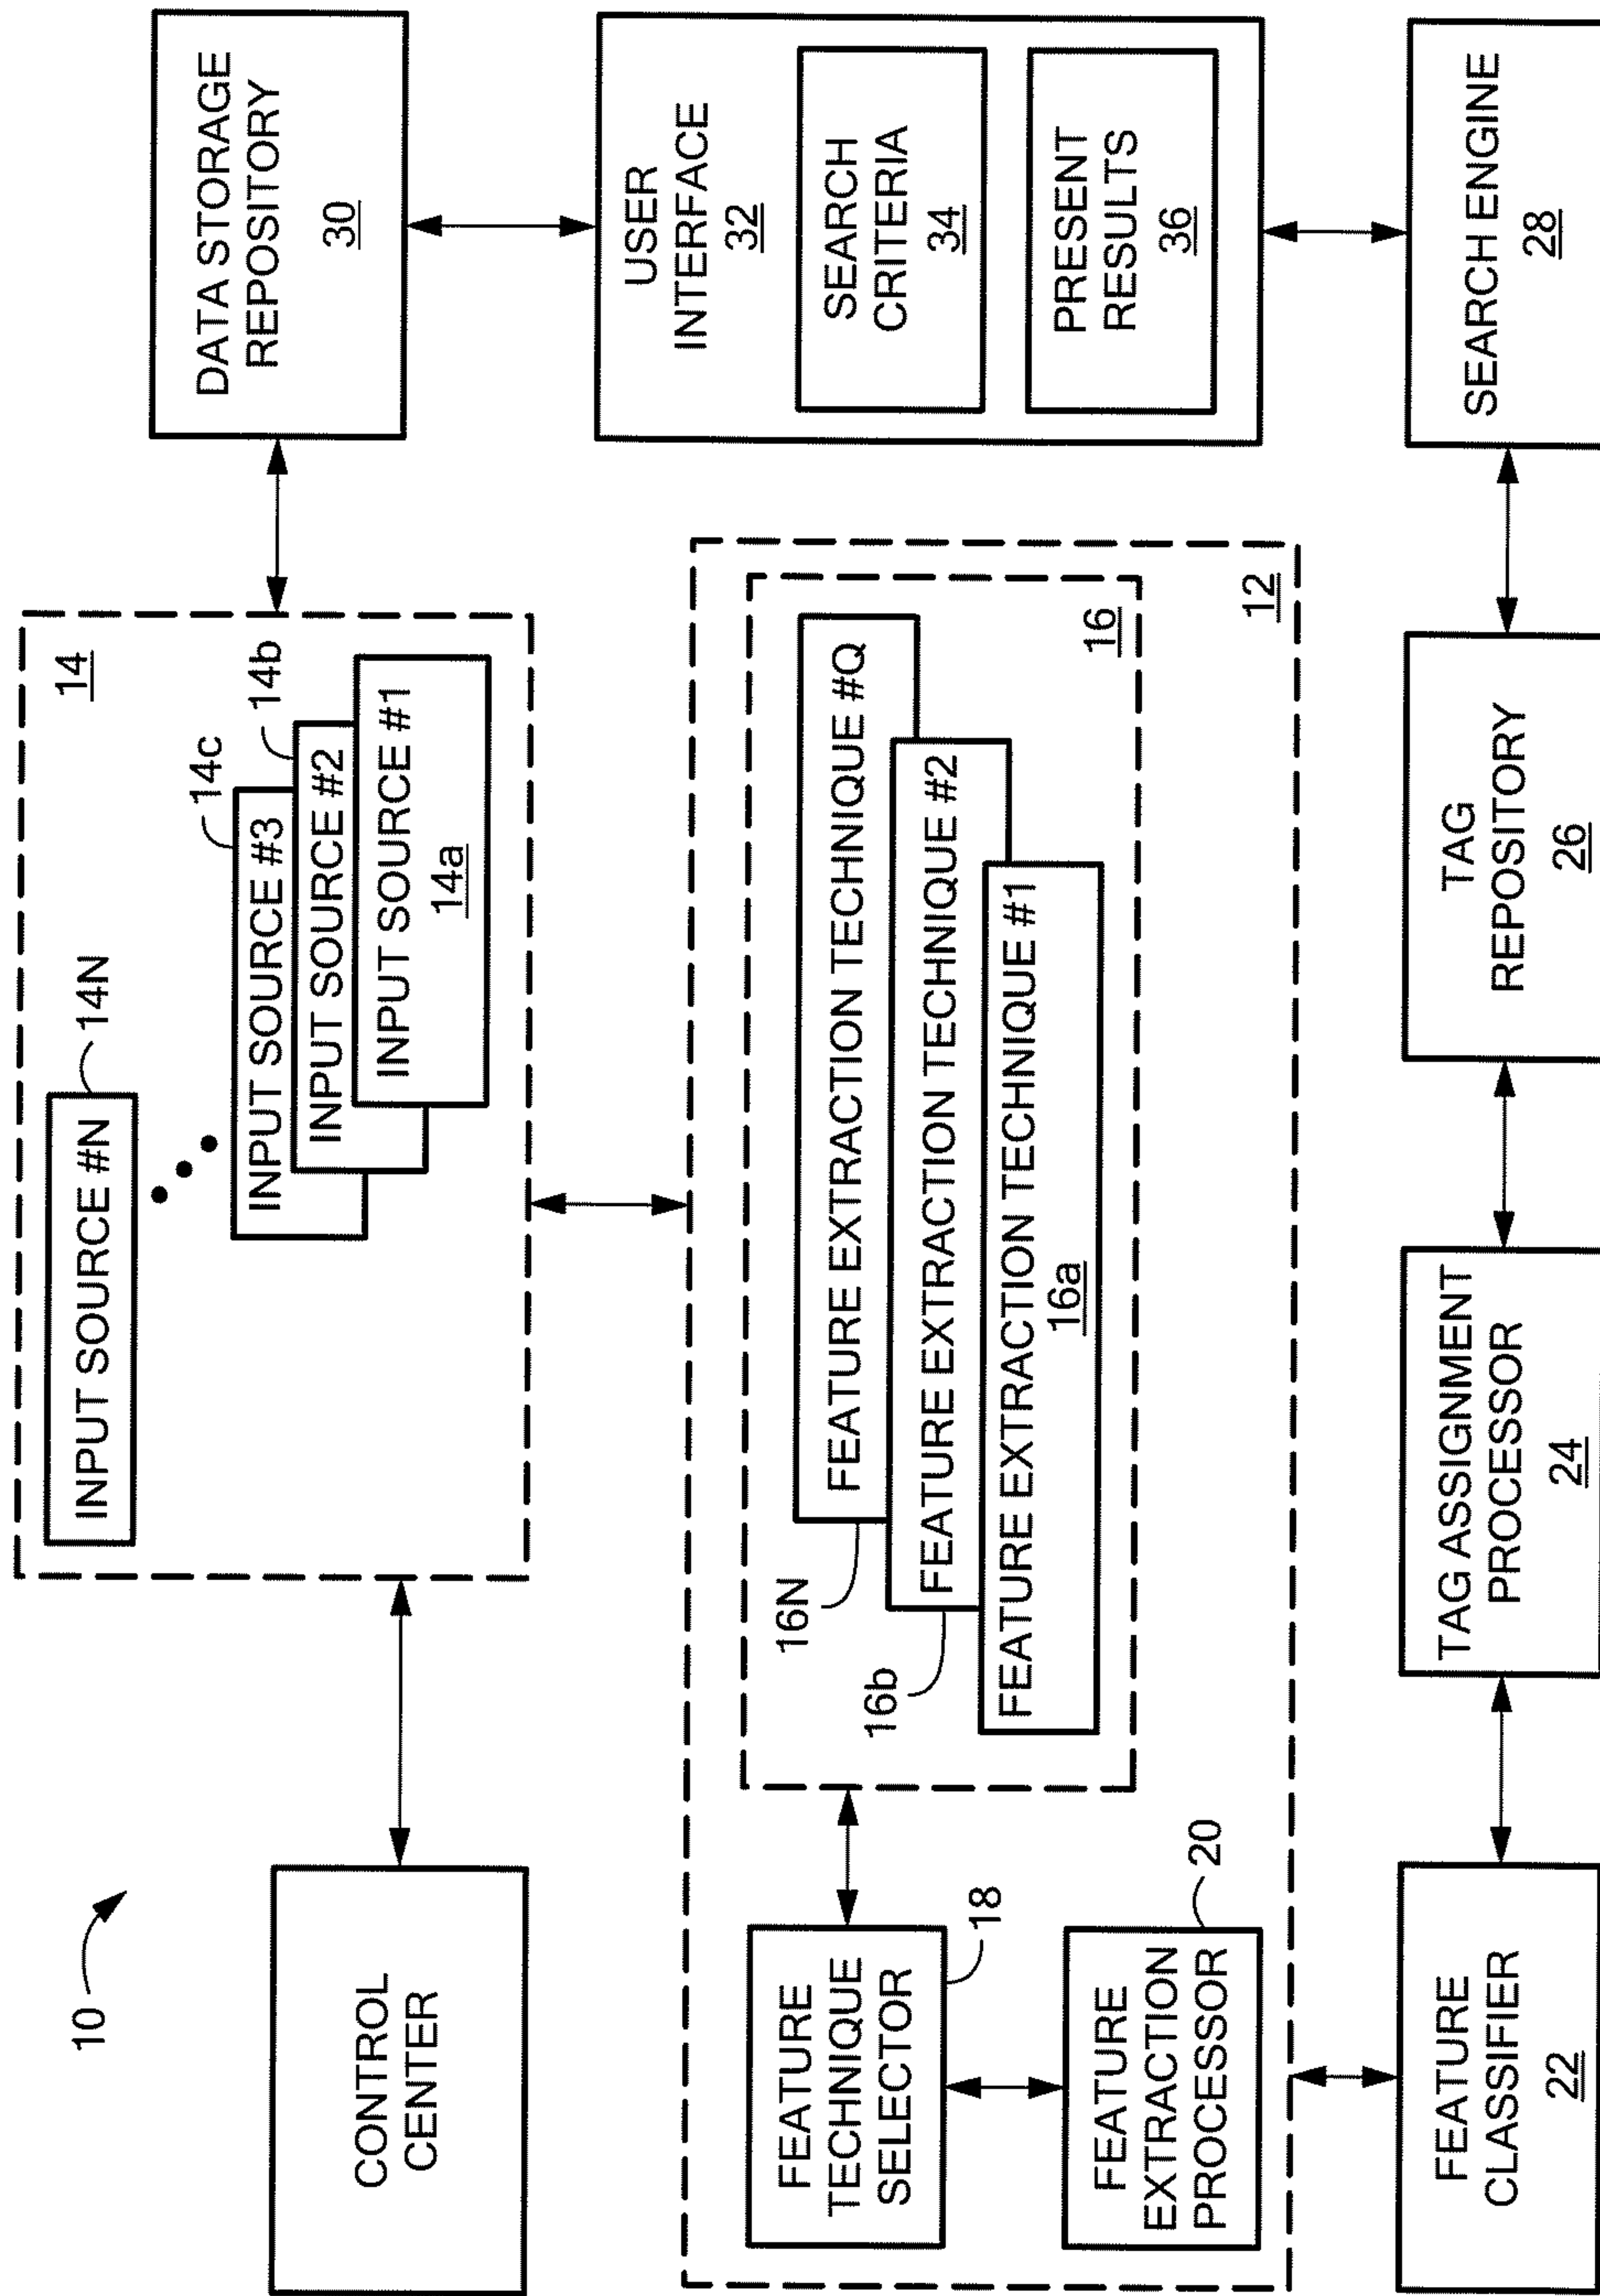 10
CONTROL
CENTER
INPUT SOURCE #N
14N
14
INPUT SOURCE #3
14c
INPUT SOURCE #2
14b
INPUT SOURCE #1
14a
DATA STORAGE
REPOSITORY
30
FEATURE
TECHNIQUE
SELECTOR
18
FEATURE
EXTRACTION
PROCESSOR
20
16N
FEATURE EXTRACTION TECHNIQUE #Q
16b
FEATURE EXTRACTION TECHNIQUE #2
FEATURE EXTRACTION TECHNIQUE #1
16a
16
12
USER
INTERFACE
32
SEARCH
CRITERIA
34
PRESENT
RESULTS
36
FEATURE
CLASSIFIER
22
TAG ASSIGNMENT
PROCESSOR
24
TAG
REPOSITORY
26
SEARCH ENGINE
28